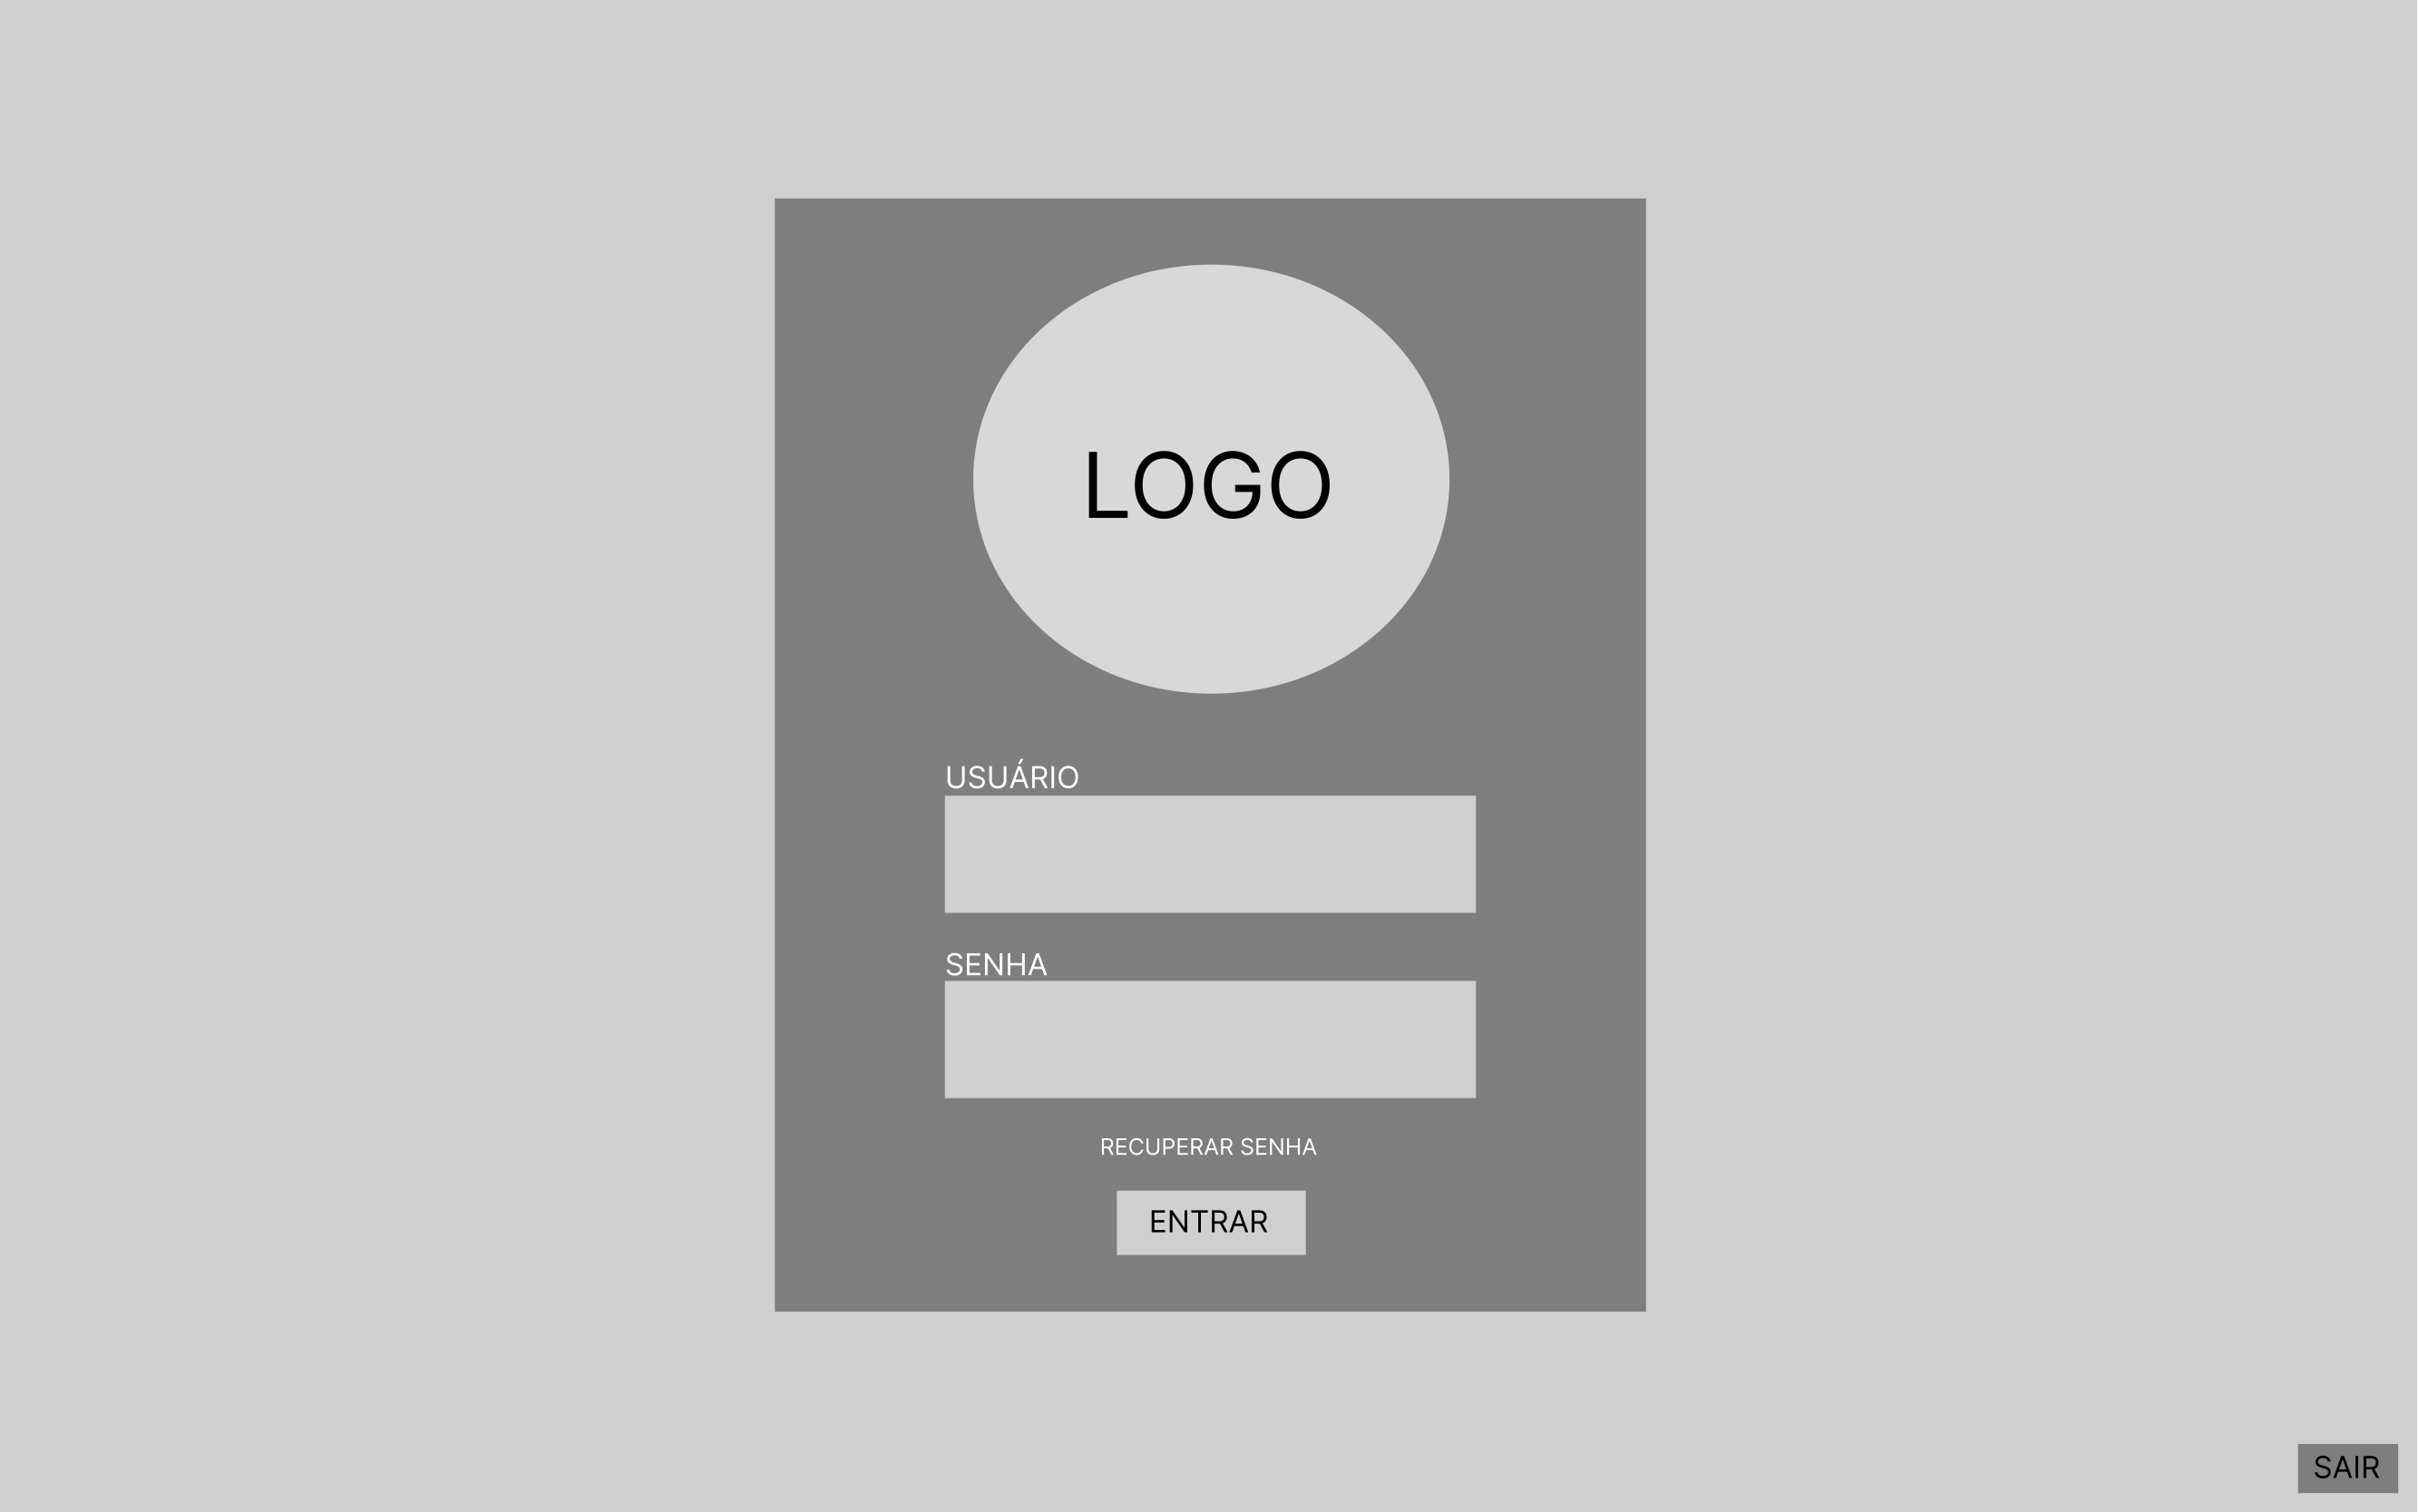 LOGO
USUÁRIO
SENHA
RECUPERAR SENHA
ENTRAR
SAIR